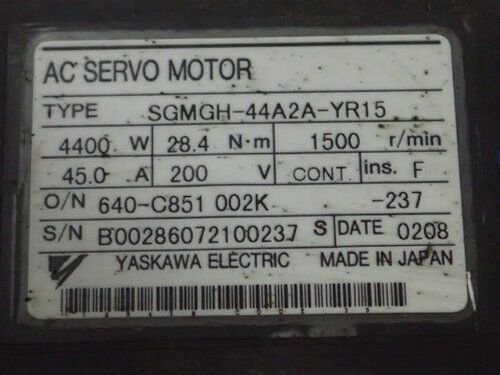 AC SERVO MOTOR
TYPE SGMGH-44A2A-YR15
4400 W 28.4 N·m 1500 r/min
45.0 A 200 V CONT. ins. F
O/N 640-C851 002K -237
S/N B00286072100237 S DATE 0208
YASKAWA ELECTRIC MADE IN JAPAN